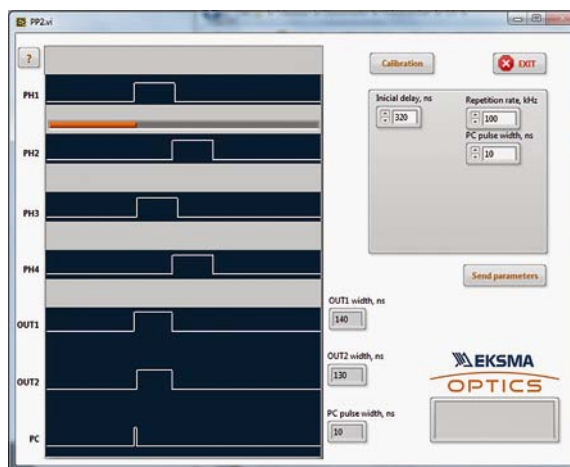 PP2.vi
?
Calibration
EXIT
PH1
PH2
PH3
PH4
OUT1
OUT2
PC
Inicial delay, ns
320
Repetition rate, kHz
100
PC pulse width, ns
10
Send parameters
OUT1 width, ns
140
OUT2 width, ns
130
PC pulse width, ns
10
EKSMA
OPTICS